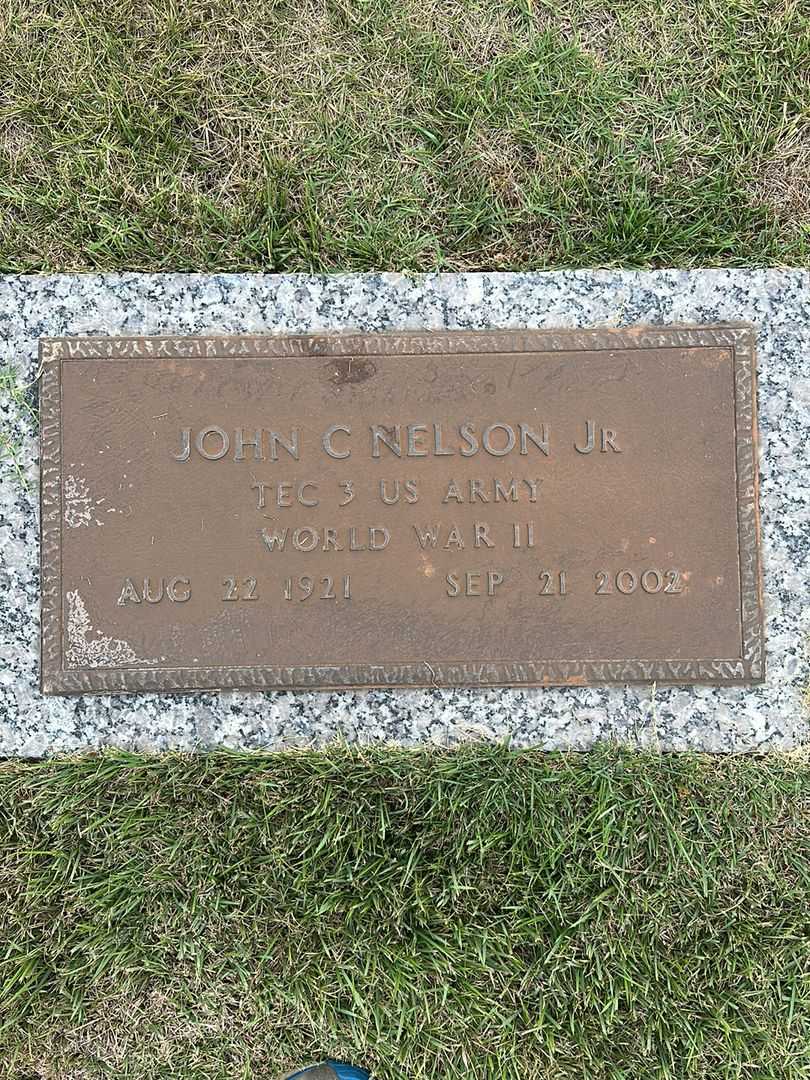 JOHN C NELSON JR
TEC 3 US ARMY
WORLD WAR II
AUG 22 1921 SEP 21 2002